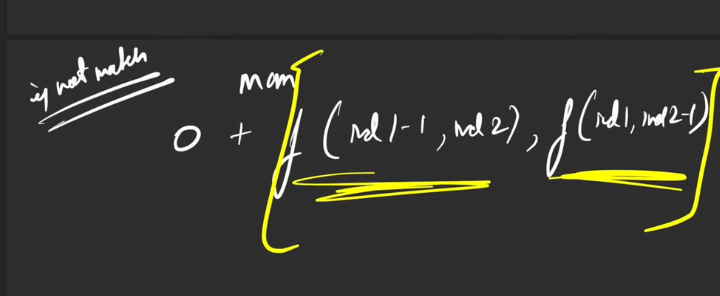 if not match
0 + max [ f(ind1-1, ind2), f(ind1, ind2-1) ]